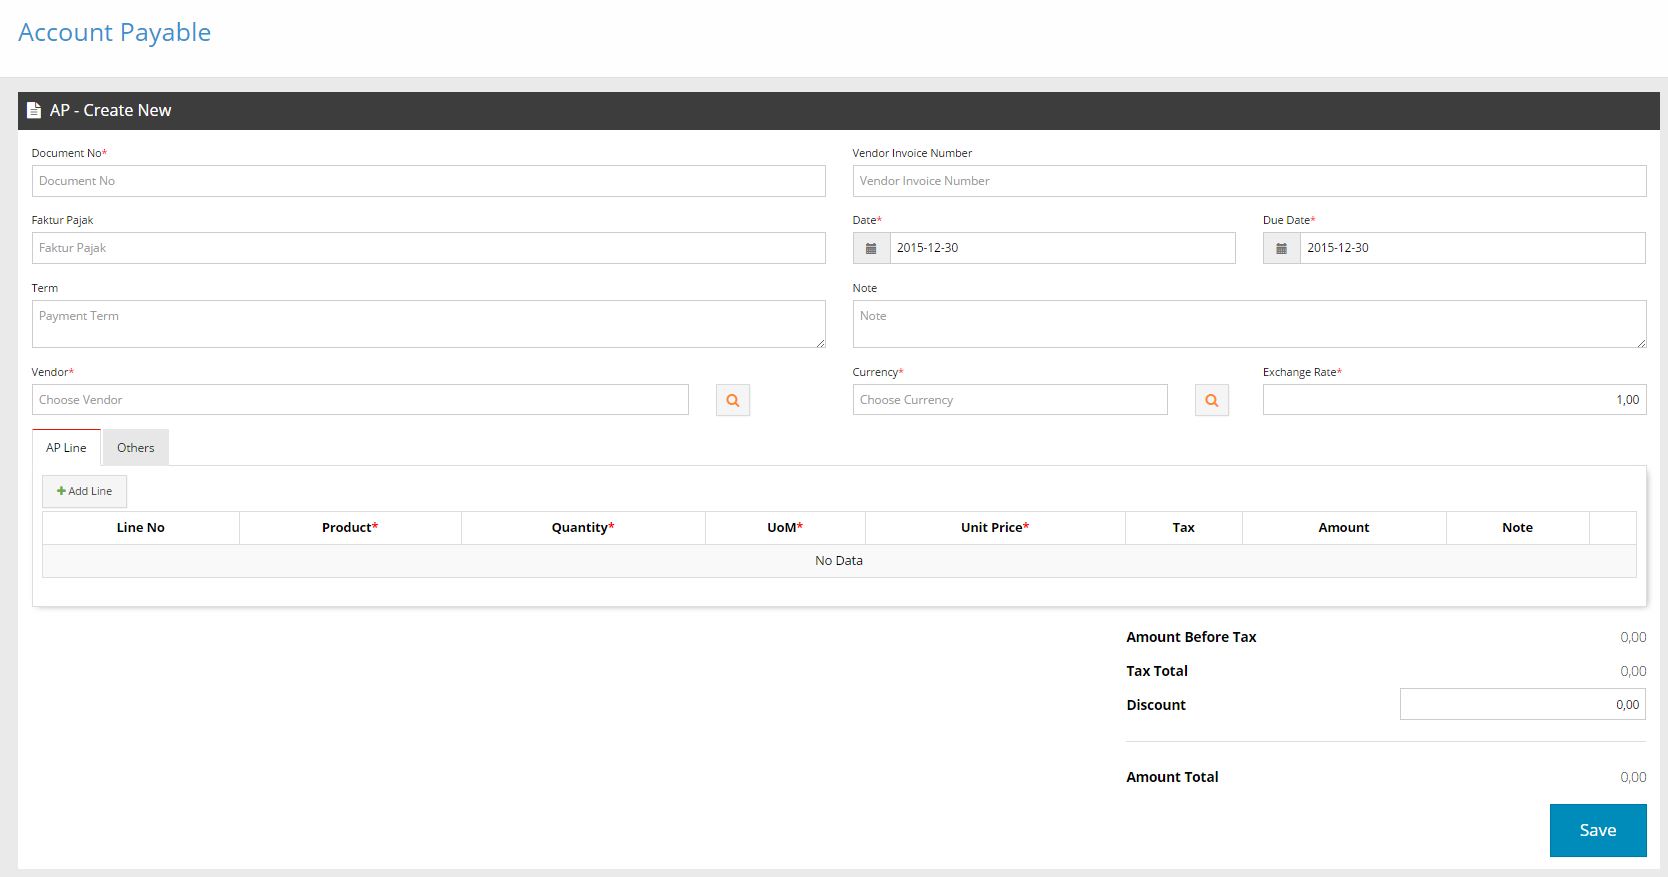 Account Payable
AP - Create New
Document No* Vendor Invoice Number
Document No Vendor Invoice Number
Faktur Pajak Date* Due Date*
Faktur Pajak 2015-12-30 2015-12-30
Term Note
Payment Term Note
Vendor* Currency* Exchange Rate*
Choose Vendor Choose Currency 1,00
AP Line Others
Add Line
Line No Product* Quantity* UoM* Unit Price* Tax Amount Note
No Data
Amount Before Tax 0,00
Tax Total 0,00
Discount 0,00
Amount Total 0,00
Save